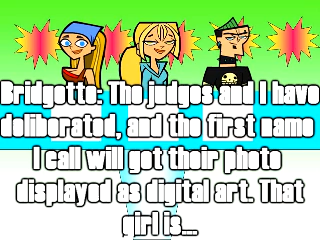 Bridgette: The judges and I have
deliberated, and the first name
I call will get their photo
displayed as digital art. That
girl is...